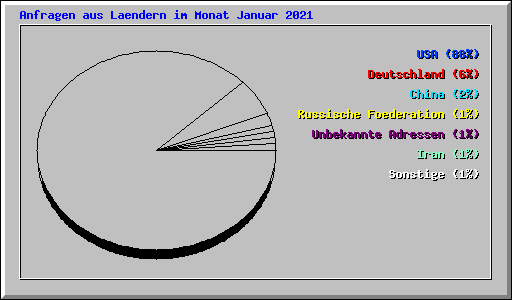 Anfragen aus Laendern im Monat Januar 2021
USA (88%)
Deutschland (6%)
China (2%)
Russische Foederation (1%)
Unbekannte Adressen (1%)
Iran (1%)
Sonstige (1%)